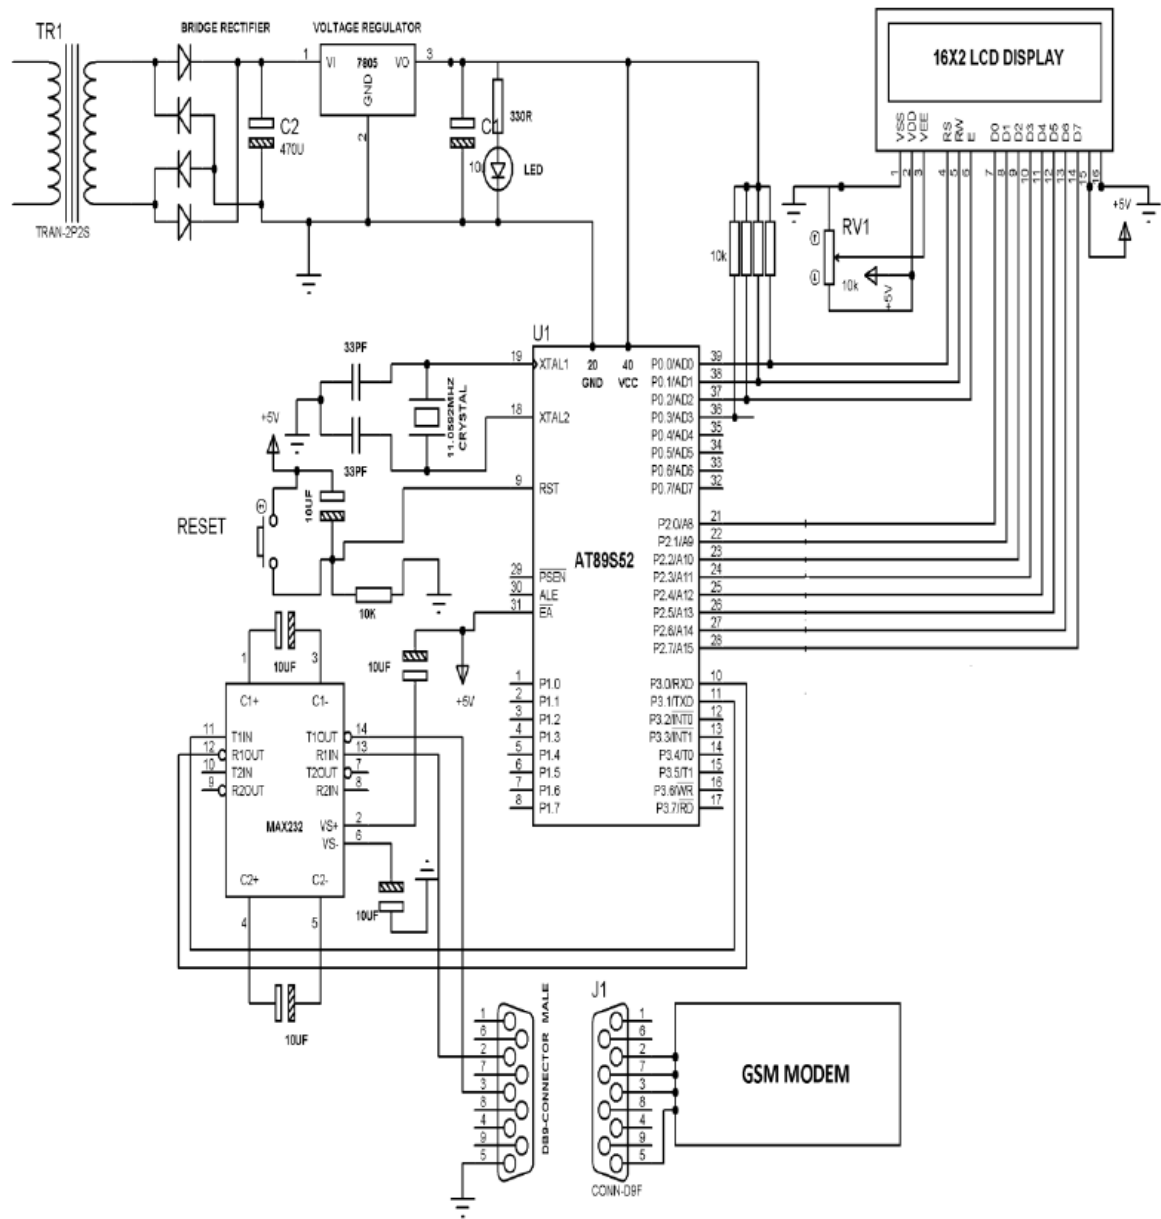 TR1
BRIDGE RECTIFIER
VOLTAGE REGULATOR
1
VI
7805
VO
3
GND
2
C2
470U
C1
10u
330R
LED
TRAN-2P2S
16X2 LCD DISPLAY
VSS
VDD
VEE
RS
RW
E
D0
D1
D2
D3
D4
D5
D6
D7
1
2
3
4
5
6
7
8
9
10
11
12
13
14
15
16
+5V
RV1
10k
+5V
10k
U1
33PF
19
XTAL1
20
GND
40
VCC
P0.0/AD0
39
P0.1/AD1
38
P0.2/AD2
37
P0.3/AD3
36
P0.4/AD4
35
P0.5/AD5
34
P0.6/AD6
33
P0.7/AD7
32
11.0592MHZ
CRYSTAL
18
XTAL2
+5V
33PF
9
RST
10UF
RESET
10K
P2.0/A8
21
P2.1/A9
22
P2.2/A10
23
P2.3/A11
24
P2.4/A12
25
P2.5/A13
26
P2.6/A14
27
P2.7/A15
28
AT89S52
29
PSEN
30
ALE
31
EA
10UF
+5V
1
P1.0
2
P1.1
3
P1.2
4
P1.3
5
P1.4
6
P1.5
7
P1.6
8
P1.7
P3.0/RXD
10
P3.1/TXD
11
P3.2/INT0
12
P3.3/INT1
13
P3.4/T0
14
P3.5/T1
15
P3.6/WR
16
P3.7/RD
17
10UF
1
3
C1+
C1-
11
T1IN
T1OUT
14
12
R1OUT
R1IN
13
10
T2IN
T2OUT
7
9
R2OUT
R2IN
8
MAX232
VS+
2
VS-
6
C2+
C2-
4
5
10UF
10UF
1
6
2
7
3
8
4
9
5
DB9-CONNECTOR MALE
J1
1
6
2
7
3
8
4
9
5
CONN-D9F
GSM MODEM